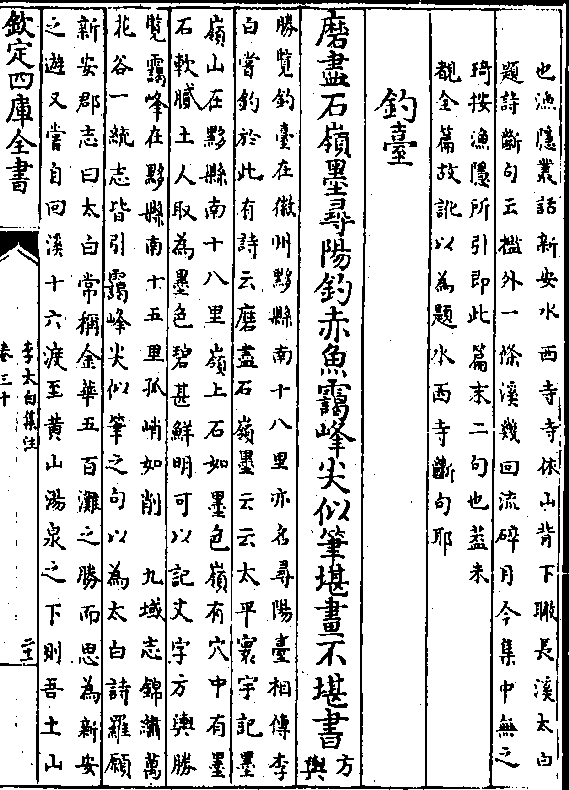 也漁隱叢話新安水西寺寺依山背下瞰長溪太白
題詩斷句云檻外一條溪幾回流碎月今集中無之
琦按漁隱所引即此篇末二句也蓋未
覩全篇故訛以為題水西寺斷句耶
釣臺
磨盡石嶺墨尋陽釣赤魚靄峰尖似筆堪畫不堪書方輿
勝覽釣臺在徽州黟縣南十八里亦名尋陽臺相傳李
白嘗釣於此有詩云磨盡石嶺墨云云太平寰宇記墨
嶺山在黟縣南十八里嶺上石如墨色嶺有穴中有墨
石軟膩土人取為墨色碧甚鮮明可以記文字方輿勝
覽靄峰在黟縣南十五里孤峭如削 九域志錦繡萬
花谷一統志皆引靄峰尖似筆之句以為太白詩羅願
新安郡志曰太白常稱金華五百灘之勝而思為新安
之遊又嘗自回溪十六渡至黃山湯泉之下則吾土山
欽定四庫全書
李太白集注
卷三十
二十一